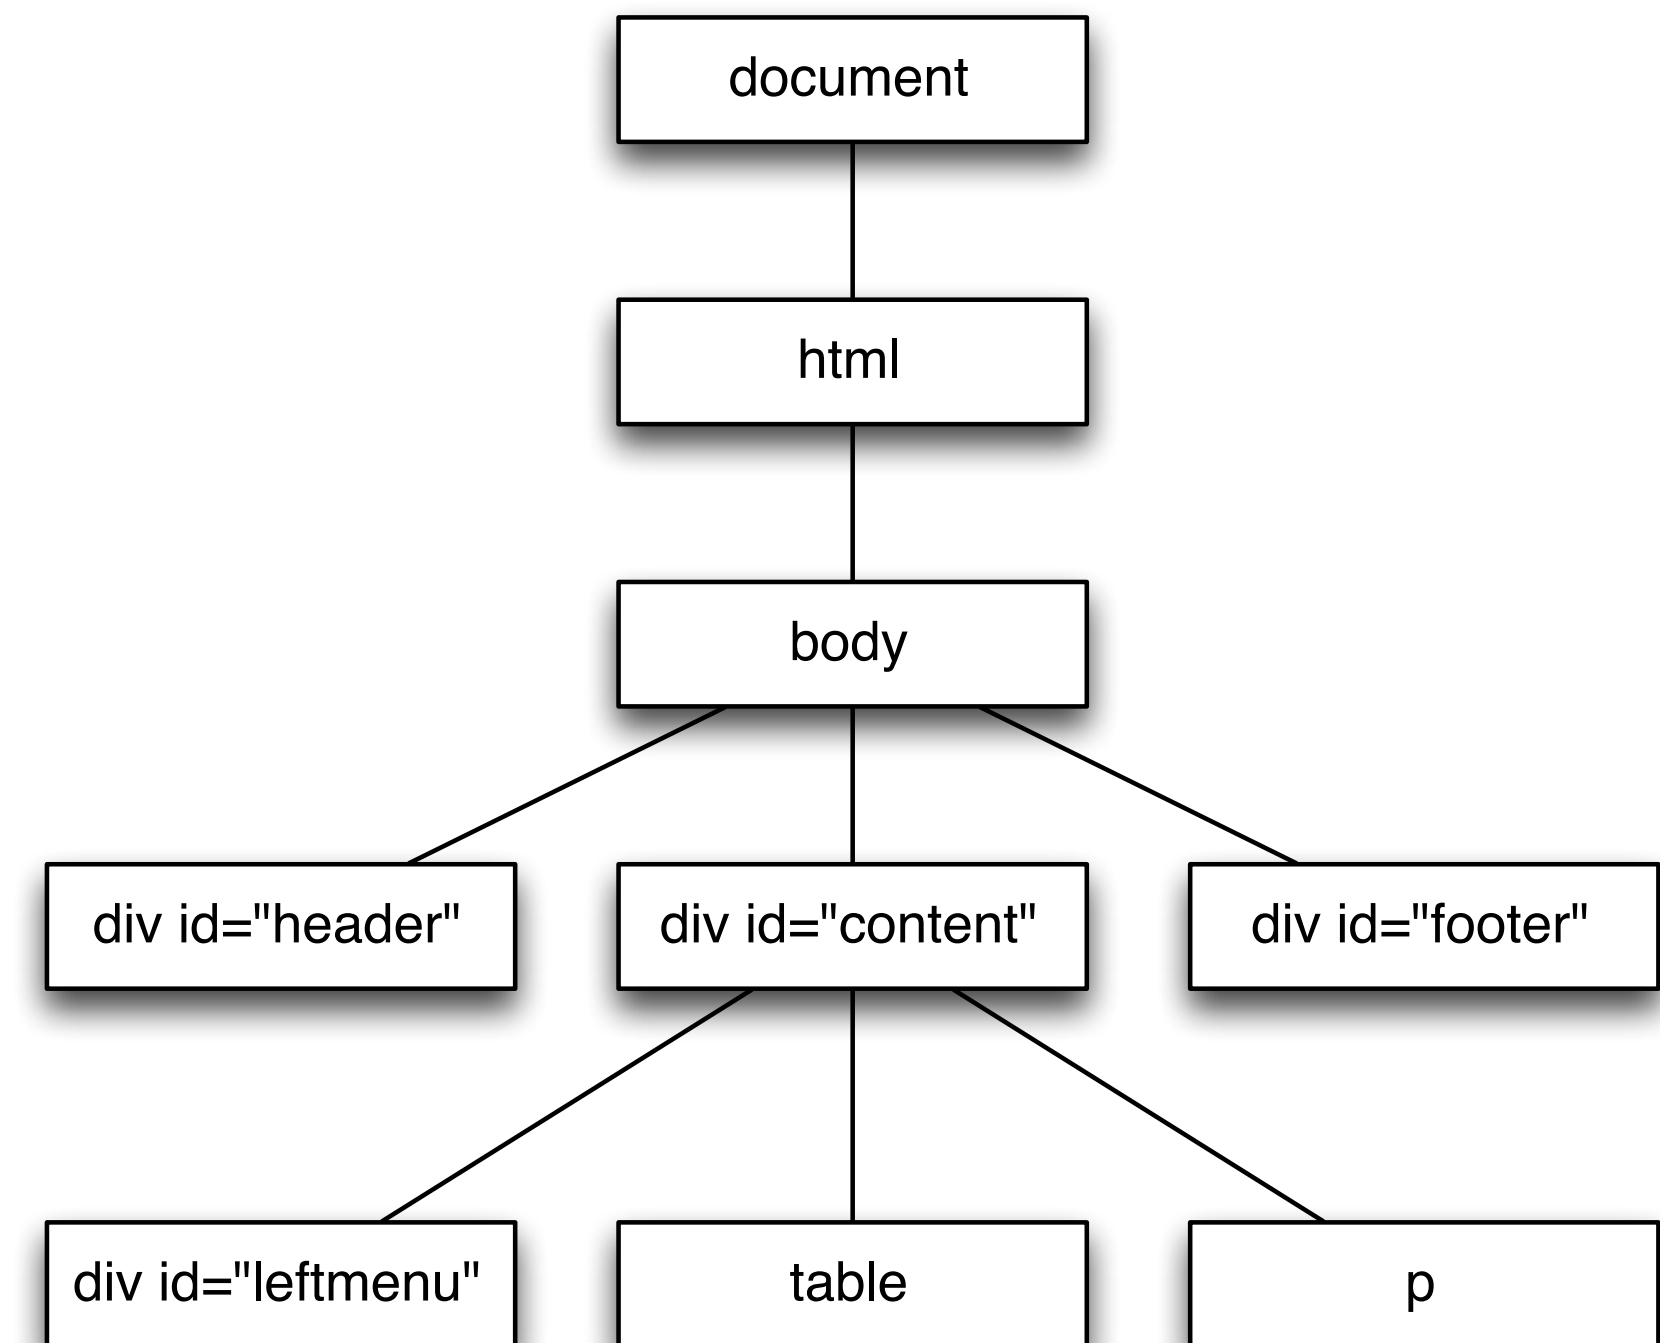 document
html
body
div id="header"
div id="content"
div id="footer"
div id="leftmenu"
table
p